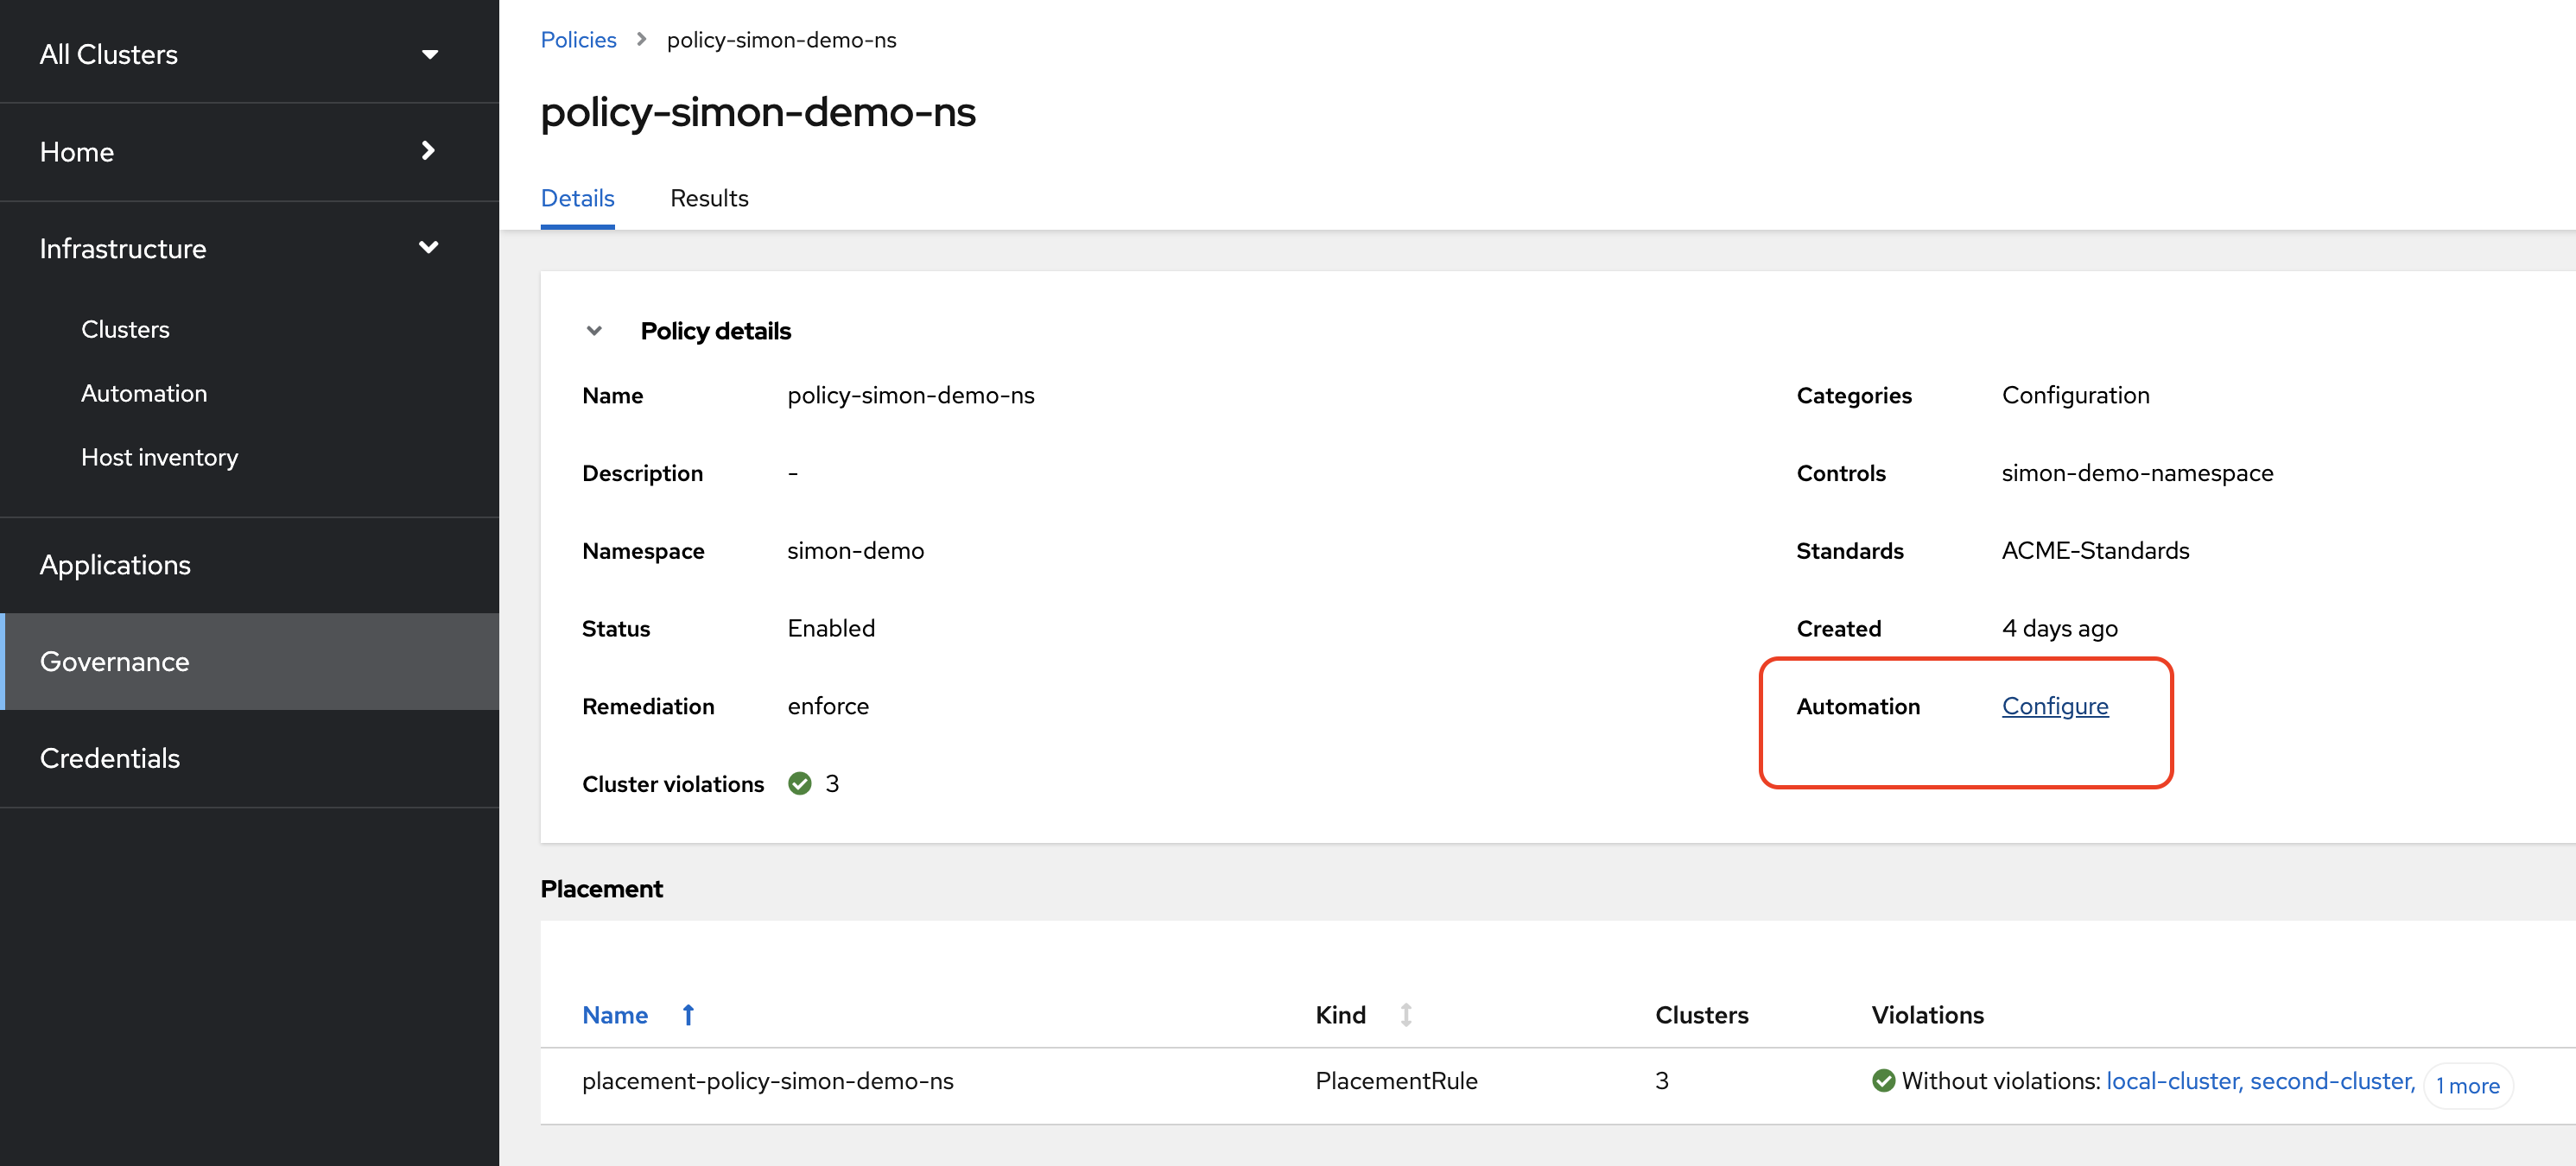 All Clusters
Home
Infrastructure
Clusters
Automation
Host inventory
Applications
Governance
Credentials
Policies > policy-simon-demo-ns
policy-simon-demo-ns
Details Results
Policy details
Name policy-simon-demo-ns
Description -
Namespace simon-demo
Status Enabled
Remediation enforce
Cluster violations 3
Categories Configuration
Controls simon-demo-namespace
Standards ACME-Standards
Created 4 days ago
Automation Configure
Placement
Name Kind Clusters Violations
placement-policy-simon-demo-ns PlacementRule 3 Without violations: local-cluster, second-cluster, 1 more